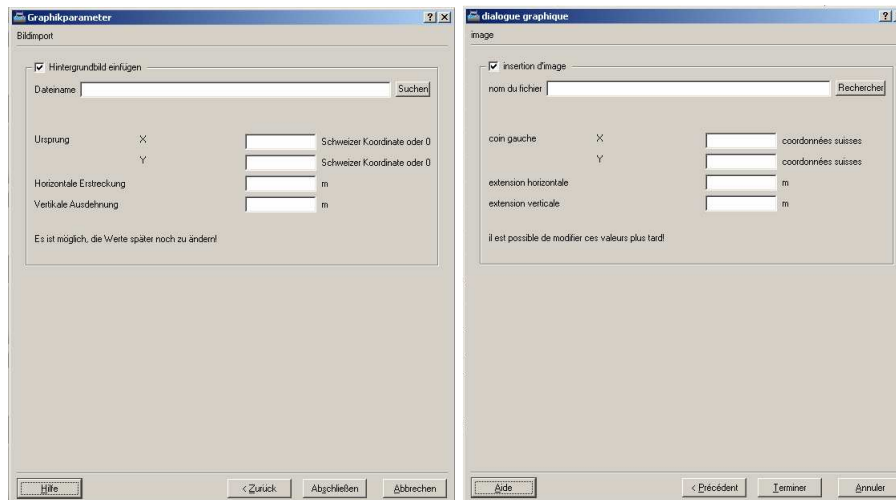 Graphikparameter
Bildimport
Hintergrundbild einfügen
Dateiname
Suchen
Ursprung X Schweizer Koordinate oder 0
Y Schweizer Koordinate oder 0
Horizontale Erstreckung m
Vertikale Ausdehnung m
Es ist möglich, die Werte später noch zu ändern!
Hilfe
< Zurück
Abschließen
Abbrechen
dialogue graphique
image
insertion d'image
nom du fichier
Rechercher
coin gauche X coordonnées suisses
Y coordonnées suisses
extension horizontale m
extension verticale m
il est possible de modifier ces valeurs plus tard!
Aide
< Précédent
Terminer
Annuler